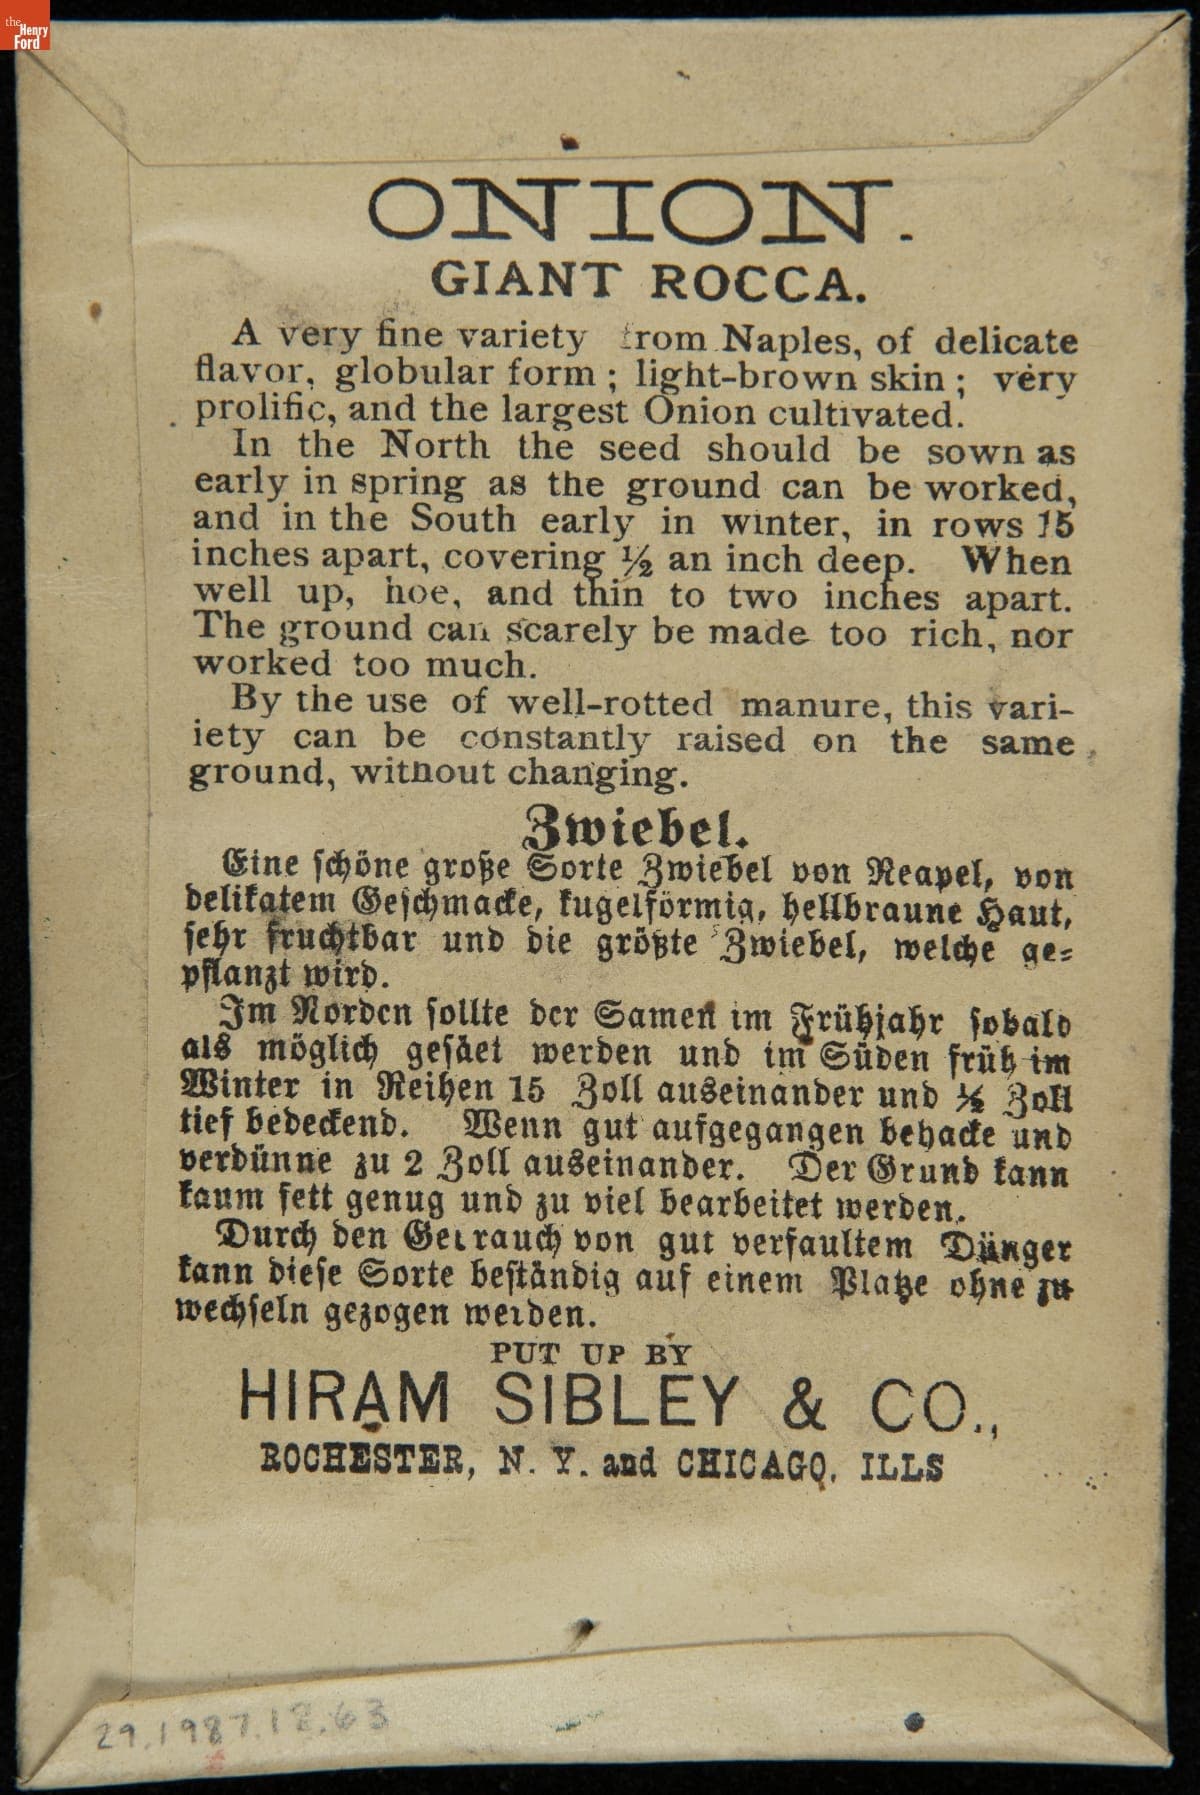 the
Henry
Ford
ONION.
GIANT ROCCA.
A very fine variety from Naples, of delicate
flavor, globular form ; light-brown skin ; very
prolific, and the largest Onion cultivated.
In the North the seed should be sown as
early in spring as the ground can be worked,
and in the South early in winter, in rows 15
inches apart, covering ½ an inch deep. When
well up, hoe, and thin to two inches apart.
The ground can scarely be made too rich, nor
worked too much.
By the use of well-rotted manure, this vari-
iety can be constantly raised on the same
ground, without changing.
Zwiebel.
Eine schöne große Sorte Zwiebel von Neapel, von
delikatem Geschmacke, kugelförmig, hellbraune Haut,
sehr fruchtbar und die größte Zwiebel, welche ge-
pflanzt wird.
Im Norden sollte der Samen im Frühjahr sobald
als möglich gesäet werden und im Süden früh im
Winter in Reihen 15 Zoll auseinander und ½ Zoll
tief bedeckend. Wenn gut aufgegangen behacke und
verdünne zu 2 Zoll auseinander. Der Grund kann
kaum fett genug und zu viel bearbeitet werden.
Durch den Gebrauch von gut verfaultem Dünger
kann diese Sorte beständig auf einem Platze ohne zu
wechseln gezogen werden.
PUT UP BY
HIRAM SIBLEY & CO.,
ROCHESTER, N. Y. and CHICAGO, ILLS
29.1987.18.63